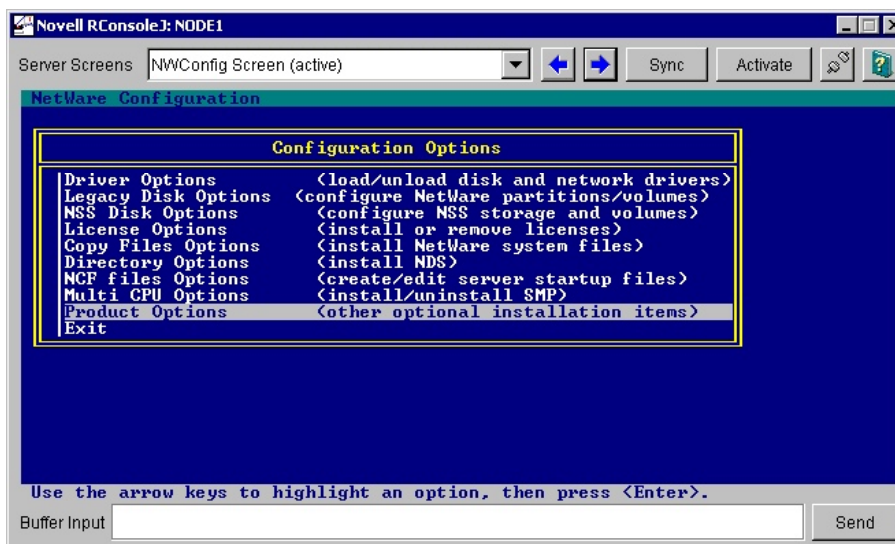 Novell RConsoleJ: NODE1
Server Screens NWConfig Screen (active) Sync Activate
NetWare Configuration
Configuration Options
Driver Options (load/unload disk and network drivers)
Legacy Disk Options (configure NetWare partitions/volumes)
NSS Disk Options (configure NSS storage and volumes)
License Options (install or remove licenses)
Copy Files Options (install NetWare system files)
Directory Options (install NDS)
NCF files Options (create/edit server startup files)
Multi CPU Options (install/uninstall SMP)
Product Options (other optional installation items)
Exit
Use the arrow keys to highlight an option, then press <Enter>.
Buffer Input Send